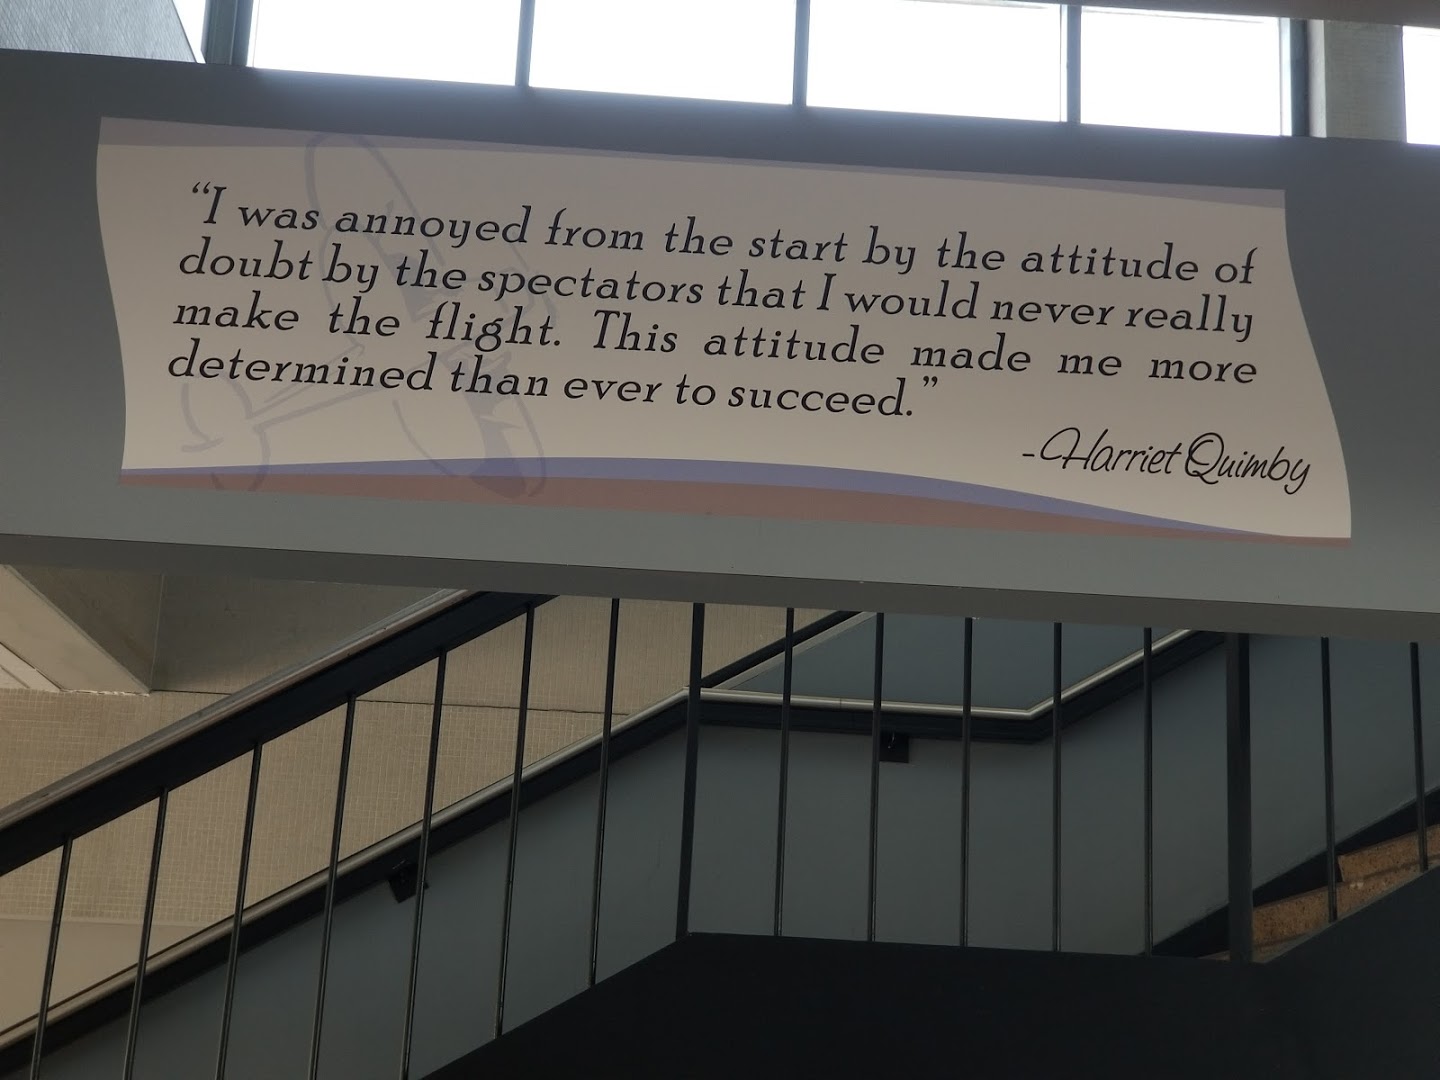 “I was annoyed from the start by the attitude of
doubt by the spectators that I would never really
make the flight. This attitude made me more
determined than ever to succeed.”
-Harriet Quimby